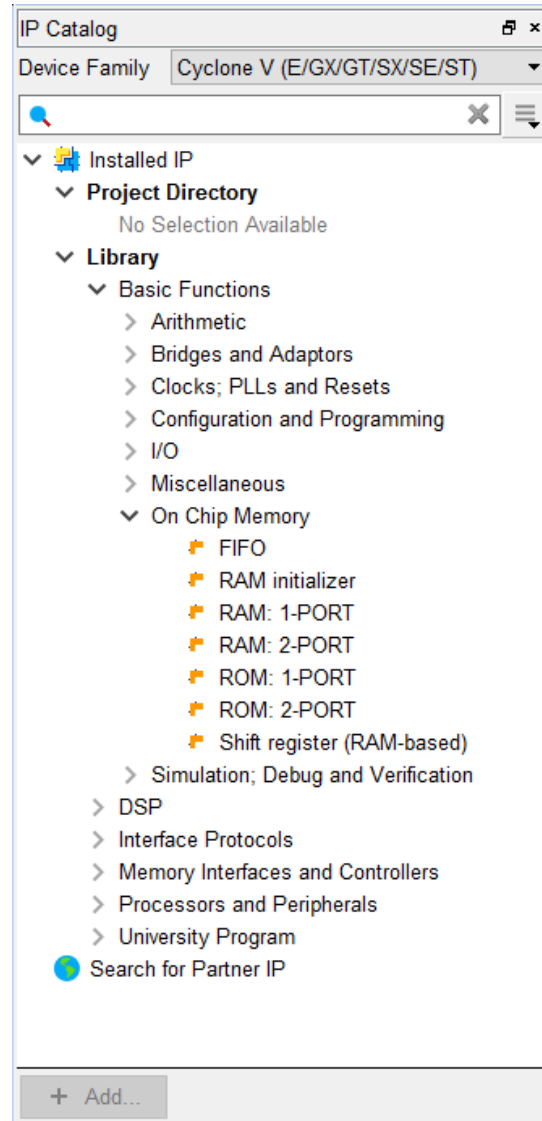 IP Catalog
Device Family Cyclone V (E/GX/GT/SX/SE/ST)
Installed IP
Project Directory
No Selection Available
Library
Basic Functions
Arithmetic
Bridges and Adaptors
Clocks; PLLs and Resets
Configuration and Programming
I/O
Miscellaneous
On Chip Memory
FIFO
RAM initializer
RAM: 1-PORT
RAM: 2-PORT
ROM: 1-PORT
ROM: 2-PORT
Shift register (RAM-based)
Simulation; Debug and Verification
DSP
Interface Protocols
Memory Interfaces and Controllers
Processors and Peripherals
University Program
Search for Partner IP
+ Add...